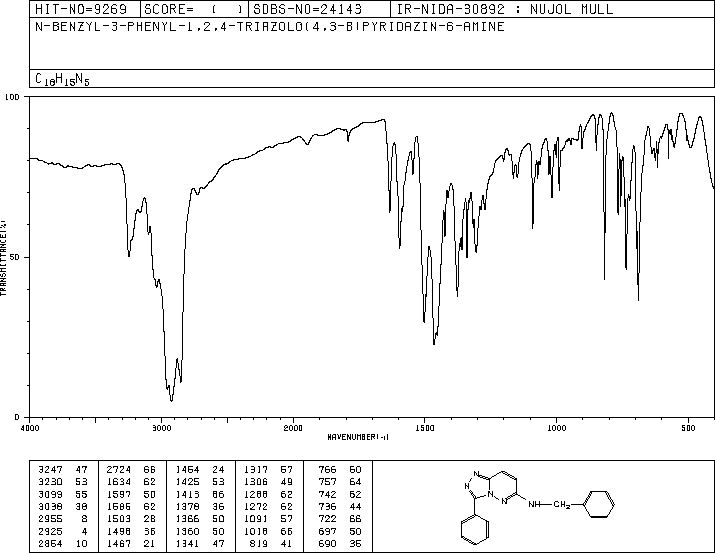 HIT-NO=9269 SCORE= ( ) SDBS-NO=24143 IR-NIDA-30892 : NUJOL MULL
N-BENZYL-3-PHENYL-1,2,4-TRIAZOLO(4,3-B)PYRIDAZIN-6-AMINE
C18H15N5
100
50
0
TRANSMITTANCE(%)
4000 3000 2000 1500 1000 500
WAVENUMBER(-1)
3247 47 2724 66 1464 24 1317 57 766 60
3230 53 1634 62 1425 53 1306 49 757 64
3099 55 1597 50 1413 66 1288 62 742 62
3038 38 1586 62 1378 36 1272 62 736 44
2955 8 1503 28 1366 50 1091 57 722 66
2925 4 1498 36 1360 50 1018 66 697 50
2854 10 1467 21 1341 47 819 41 690 35
N
N
N
N
NH
CH2